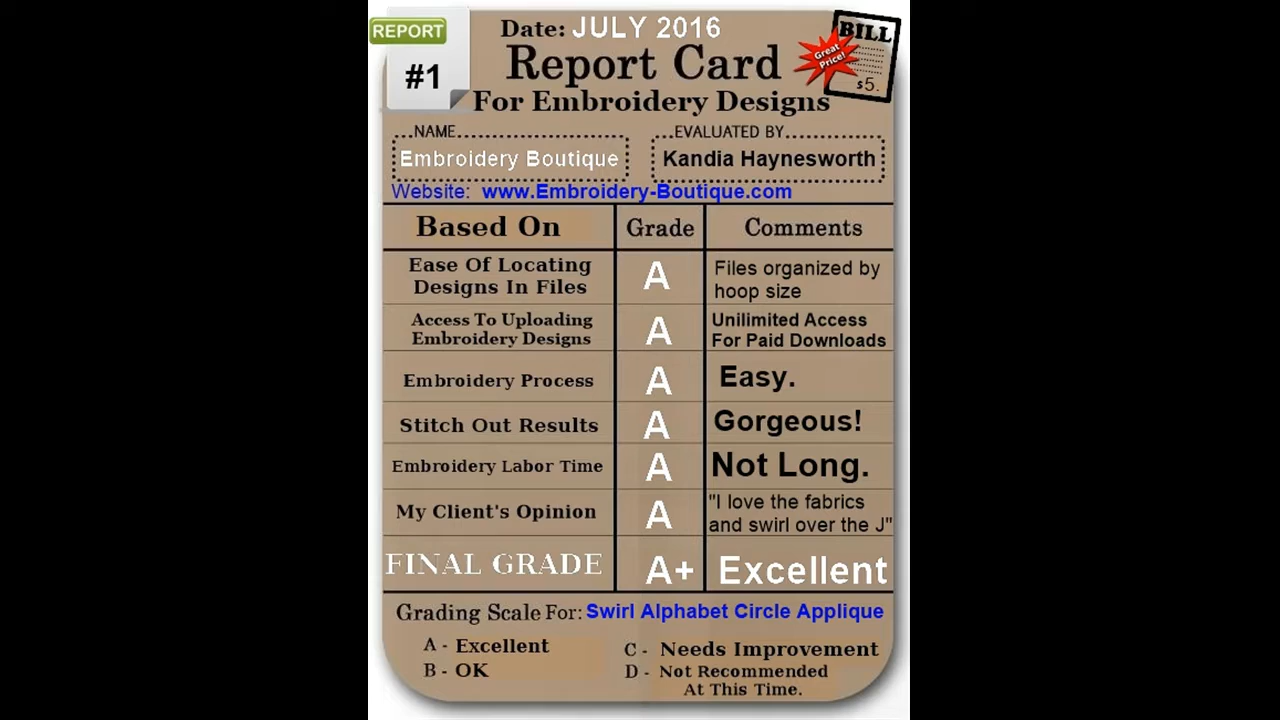 REPORT
#1
Date: JULY 2016
Report Card
For Embroidery Designs
BILL
Great Price!
$5.
NAME
Embroidery Boutique
EVALUATED BY
Kandia Haynesworth
Website: www.Embroidery-Boutique.com
Based On Grade Comments
Ease Of Locating
Designs In Files
A
Files organized by
hoop size
Access To Uploading
Embroidery Designs
A
Unilimited Access
For Paid Downloads
Embroidery Process A Easy.
Stitch Out Results A Gorgeous!
Embroidery Labor Time A Not Long.
My Client's Opinion A
"I love the fabrics
and swirl over the J"
FINAL GRADE A+ Excellent
Grading Scale For: Swirl Alphabet Circle Applique
A - Excellent
B - OK
C - Needs Improvement
D - Not Recommended
At This Time.